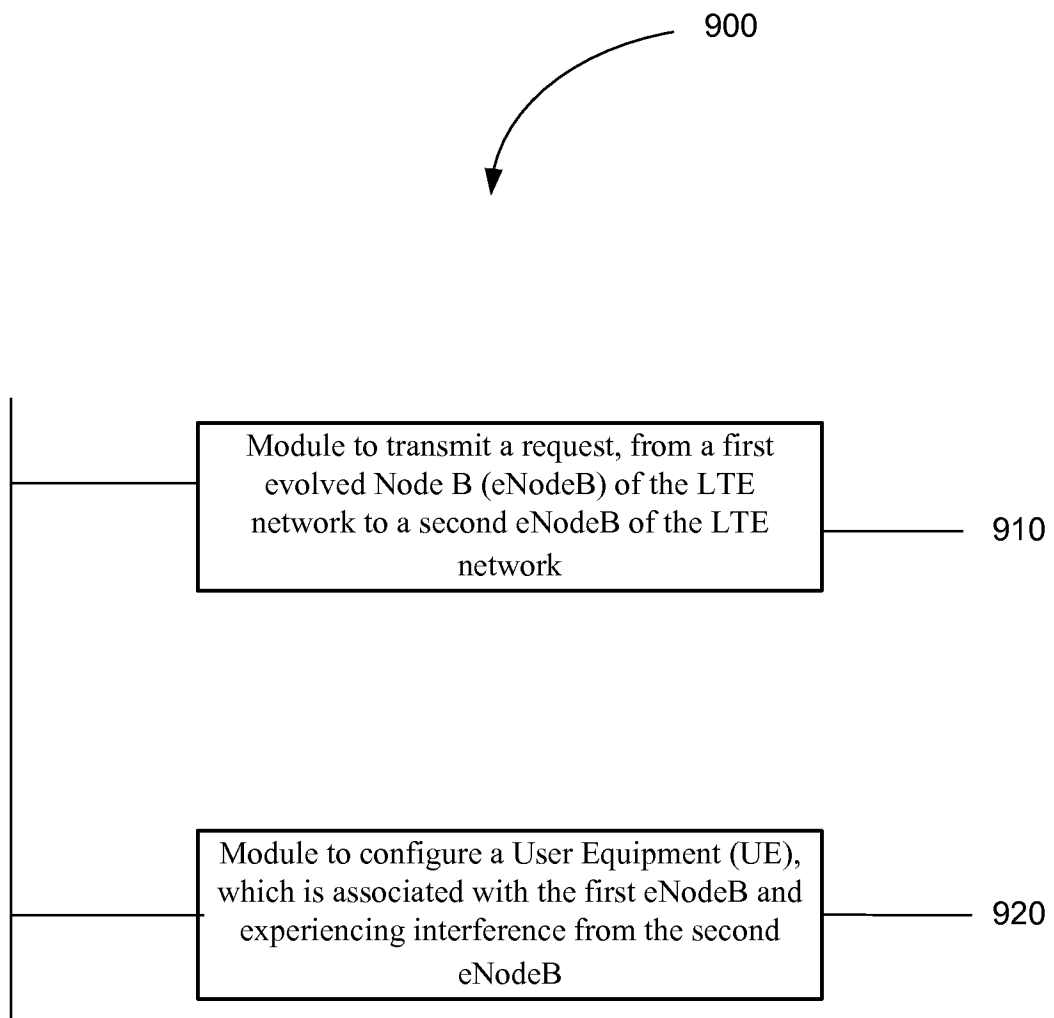 900
Module to transmit a request, from a first
evolved Node B (eNodeB) of the LTE
network to a second eNodeB of the LTE
network
910
Module to configure a User Equipment (UE),
which is associated with the first eNodeB and
experiencing interference from the second
eNodeB
920